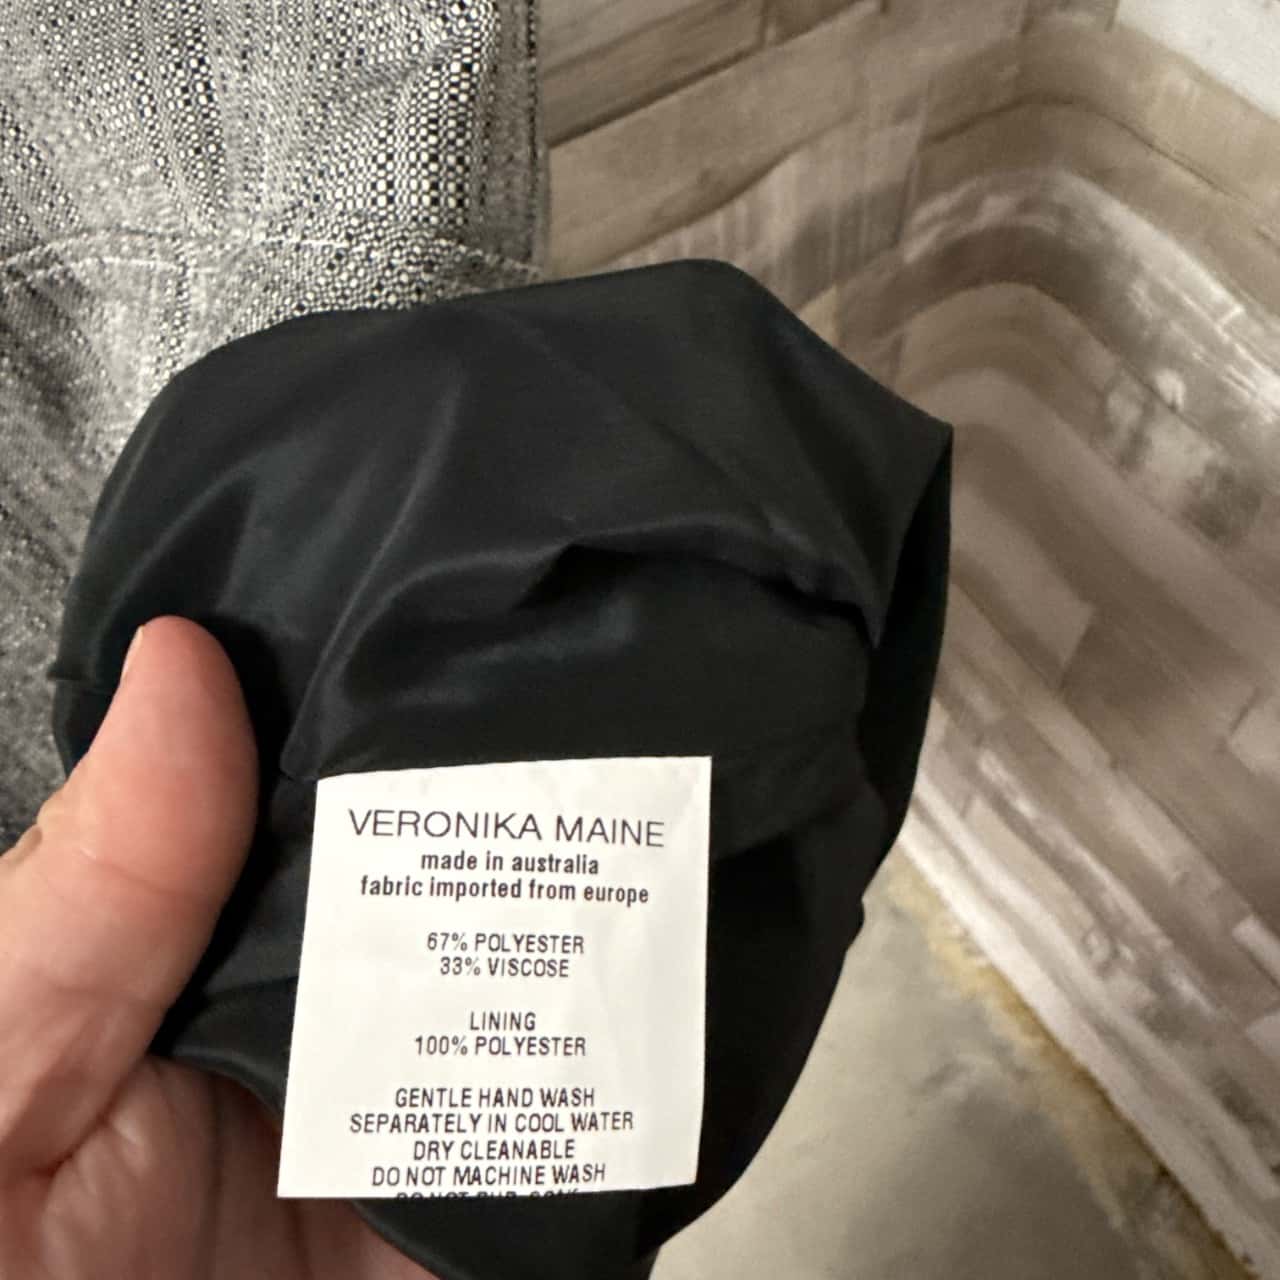 VERONIKA MAINE
made in australia
fabric imported from europe
67% POLYESTER
33% VISCOSE
LINING
100% POLYESTER
GENTLE HAND WASH
SEPARATELY IN COOL WATER
DRY CLEANABLE
DO NOT MACHINE WASH